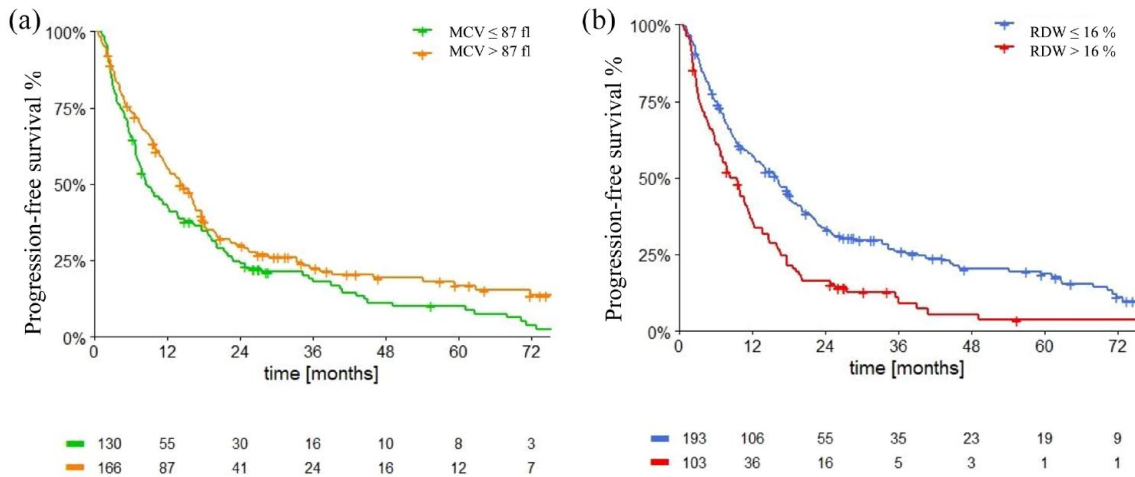 (a)
Progression-free survival %
100%
75%
50%
25%
0%
MCV ≤ 87 fl
MCV > 87 fl
0 12 24 36 48 60 72
time [months]
130 55 30 16 10 8 3
166 87 41 24 16 12 7
(b)
Progression-free survival %
100%
75%
50%
25%
0%
RDW ≤ 16 %
RDW > 16 %
0 12 24 36 48 60 72
time [months]
193 106 55 35 23 19 9
103 36 16 5 3 1 1